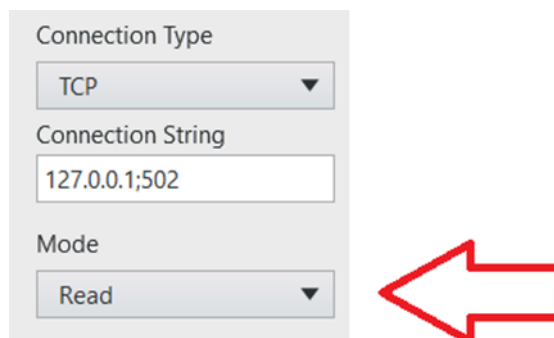 Connection Type
TCP
Connection String
127.0.0.1;502
Mode
Read